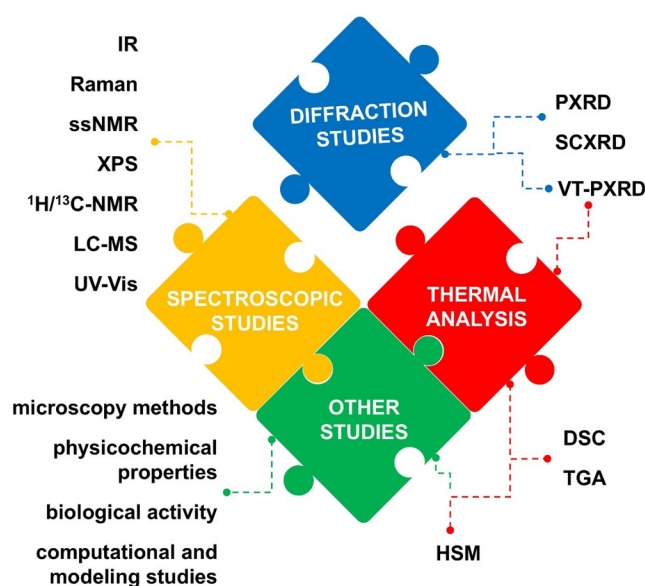 IR
Raman
ssNMR
XPS
¹H/¹³C-NMR
LC-MS
UV-Vis
DIFFRACTION
STUDIES
PXRD
SCXRD
VT-PXRD
SPECTROSCOPIC
STUDIES
THERMAL
ANALYSIS
OTHER
STUDIES
microscopy methods
physicochemical
properties
biological activity
computational and
modeling studies
DSC
TGA
HSM